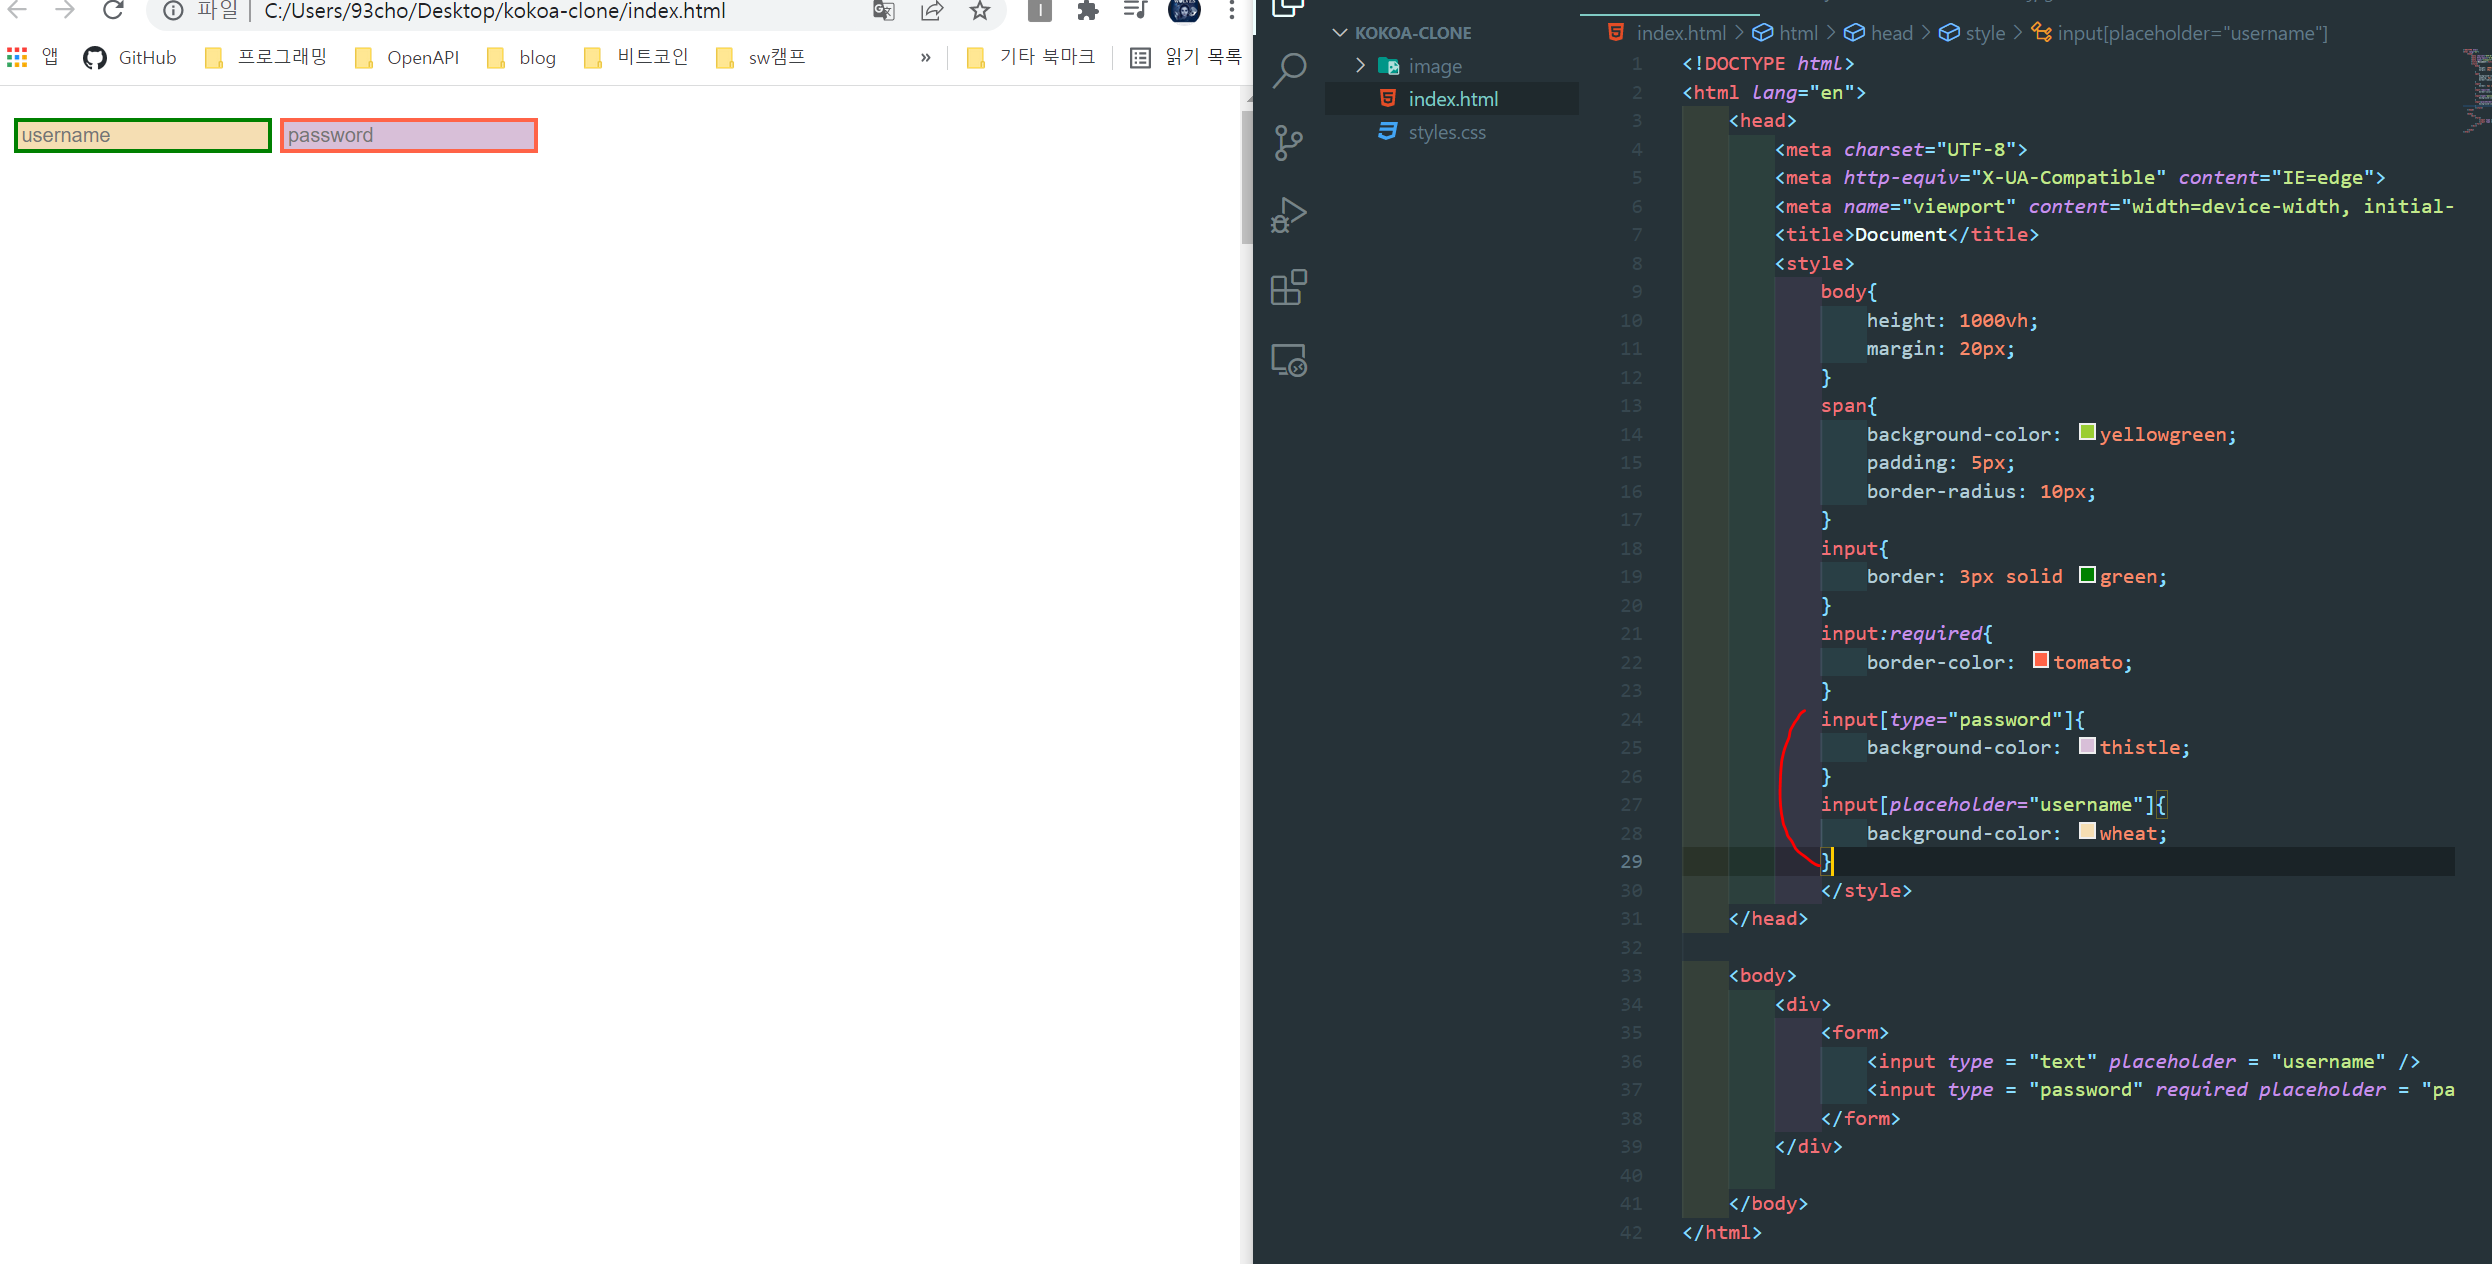 파일 | C:/Users/93cho/Desktop/kokoa-clone/index.html
앱 GitHub 프로그래밍 OpenAPI blog 비트코인 sw캠프 » 기타 북마크 읽기 목록
username password
KOKOA-CLONE
image
index.html
styles.css
index.html > html > head > style > input[placeholder="username"]
1 <!DOCTYPE html>
2 <html lang="en">
3 <head>
4 <meta charset="UTF-8">
5 <meta http-equiv="X-UA-Compatible" content="IE=edge">
6 <meta name="viewport" content="width=device-width, initial-
7 <title>Document</title>
8 <style>
9 body{
10 height: 1000vh;
11 margin: 20px;
12 }
13 span{
14 background-color: yellowgreen;
15 padding: 5px;
16 border-radius: 10px;
17 }
18 input{
19 border: 3px solid green;
20 }
21 input:required{
22 border-color: tomato;
23 }
24 input[type="password"]{
25 background-color: thistle;
26 }
27 input[placeholder="username"]{
28 background-color: wheat;
29 }
30 </style>
31 </head>
32
33 <body>
34 <div>
35 <form>
36 <input type = "text" placeholder = "username" />
37 <input type = "password" required placeholder = "pa
38 </form>
39 </div>
40
41 </body>
42 </html>